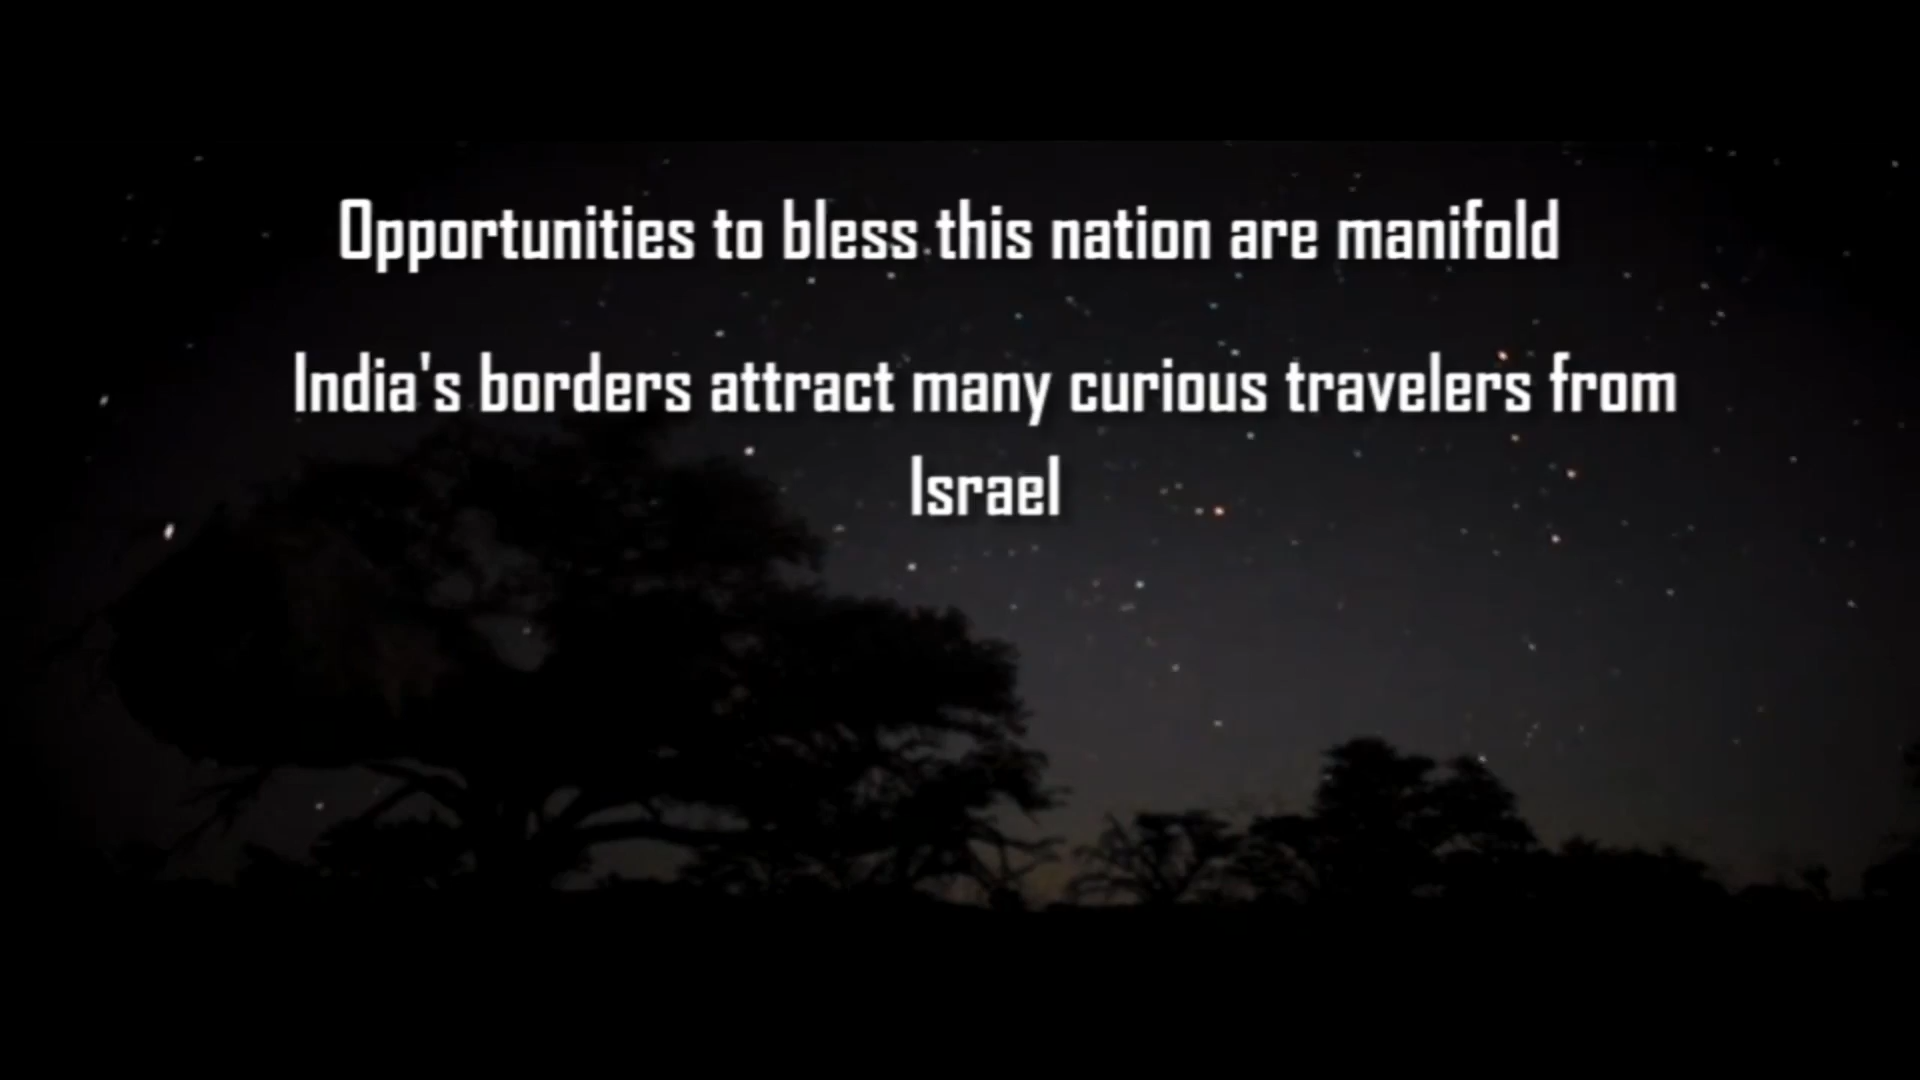 Opportunities to bless this nation are manifold
India's borders attract many curious travelers from
Israel